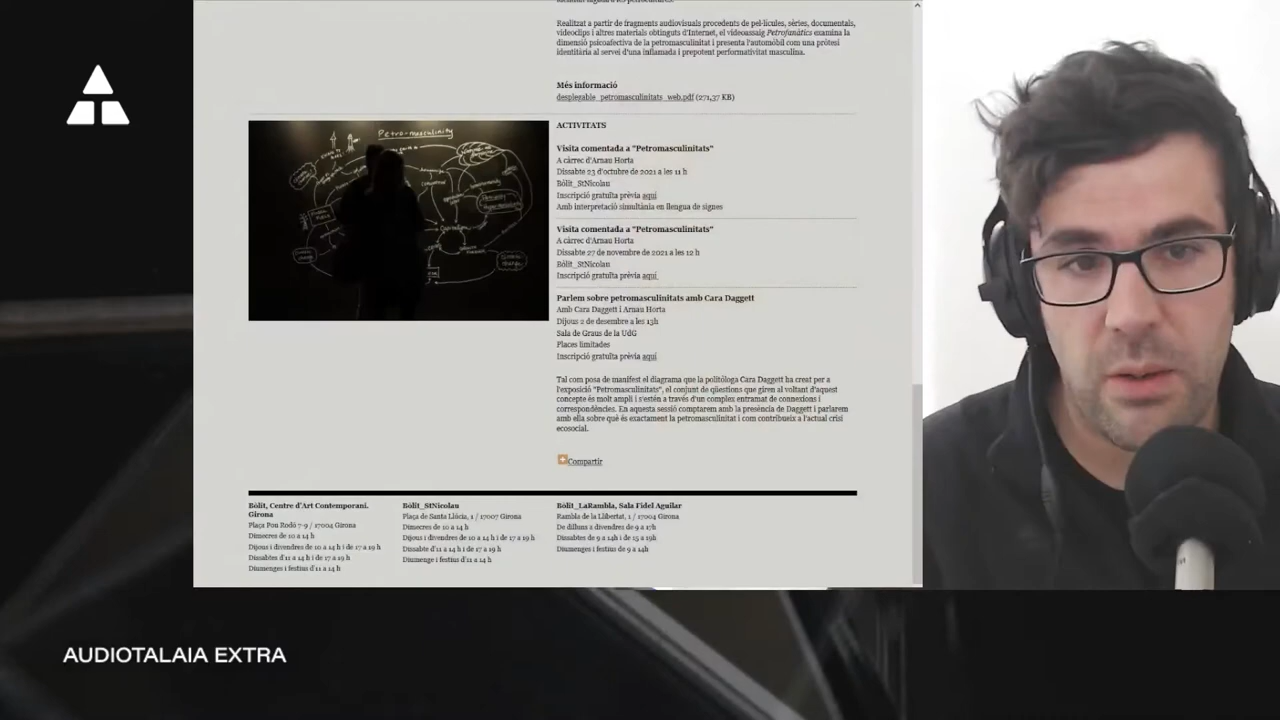 Realitzat a partir de fragments audiovisuals procedents de pel·lícules, sèries, documentals,
videoclips i altres materials obtinguts d'Internet, el videoassaig Petrofanàtics examina la
dimensió psicoafectiva de la petromasculinitat i presenta l'automòbil com una pròtesi
identitària al servei d'una inflamada i prepotent performativitat masculina.
Més informació
desplegable_petromasculinitats_web.pdf (271,37 KB)
Petro-masculinity
ACTIVITATS
Visita comentada a "Petromasculinitats"
A càrrec d'Arnau Horta
Dissabte 23 d'octubre de 2021 a les 11 h
Bòlit_StNicolau
Inscripció gratuïta prèvia aquí
Amb interpretació simultània en llengua de signes
Visita comentada a "Petromasculinitats"
A càrrec d'Arnau Horta
Dissabte 27 de novembre de 2021 a les 12 h
Bòlit_StNicolau
Inscripció gratuïta prèvia aquí
Parlem sobre petromasculinitats amb Cara Daggett
Amb Cara Daggett i Arnau Horta
Dijous 2 de desembre a les 13h
Sala de Graus de la UdG
Places limitades
Inscripció gratuïta prèvia aquí
Tal com posa de manifest el diagrama que la politòloga Cara Daggett ha creat per a
l'exposició "Petromasculinitats", el conjunt de qüestions que giren al voltant d'aquest
concepte és molt ampli i s'estén a través d'un complex entramat de connexions i
correspondències. En aquesta sessió comptarem amb la presència de Daggett i parlarem
amb ella sobre què és exactament la petromasculinitat i com contribueix a l'actual crisi
ecosocial.
Compartir
Bòlit, Centre d'Art Contemporani.
Girona
Plaça Pou Rodó 7-9 / 17004 Girona
Dimecres de 10 a 14 h
Dijous i divendres de 10 a 14 h i de 17 a 19 h
Dissabtes d'11 a 14 h i de 17 a 19 h
Diumenges i festius d'11 a 14 h
Bòlit_StNicolau
Plaça de Santa Llúcia, 1 / 17007 Girona
Dimecres de 10 a 14 h
Dijous i divendres de 10 a 14 h i de 17 a 19 h
Dissabte d'11 a 14 h i de 17 a 19 h
Diumenge i festius d'11 a 14 h
Bòlit_LaRambla, Sala Fidel Aguilar
Rambla de la Llibertat, 1 / 17004 Girona
De dilluns a divendres de 9 a 17h
Dissabtes de 9 a 14h i de 15 a 19h
Diumenges i festius de 9 a 14h
AUDIOTALAIA EXTRA